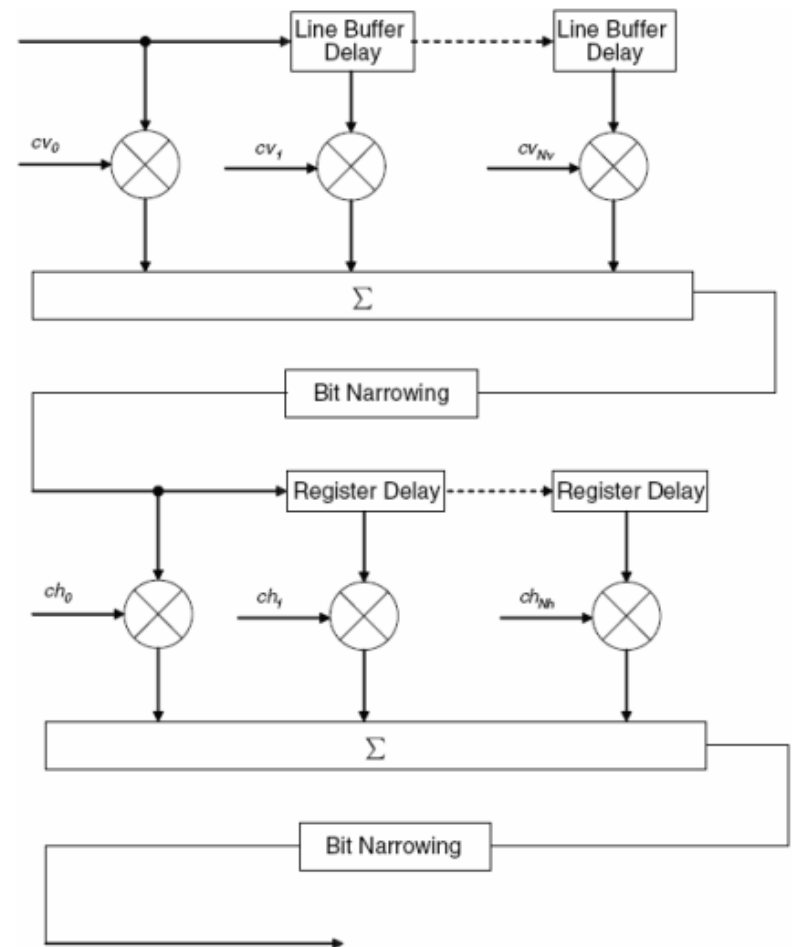 Line Buffer
Delay
Line Buffer
Delay
cv0
cv1
cvNv
Σ
Bit Narrowing
Register Delay
Register Delay
ch0
ch1
chNh
Σ
Bit Narrowing